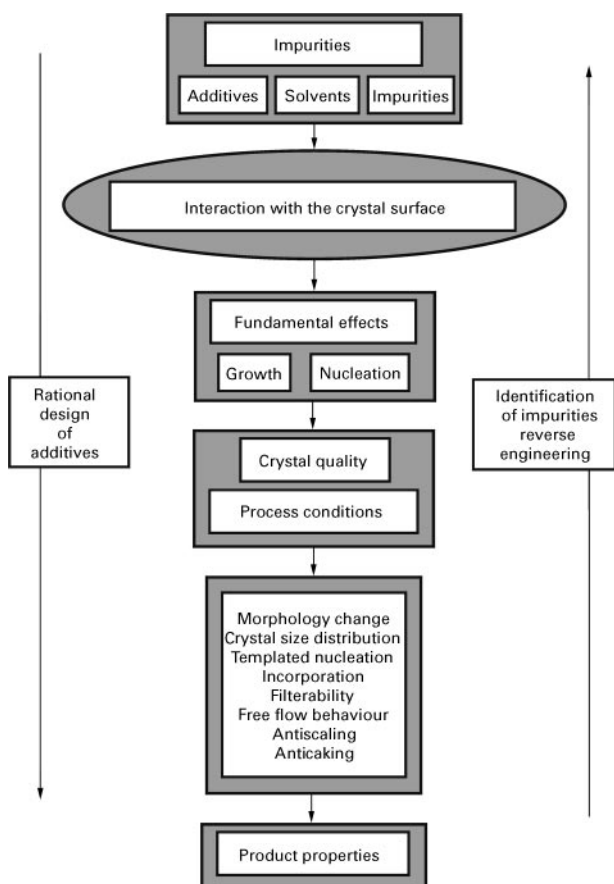 Impurities
Additives
Solvents
Impurities
Interaction with the crystal surface
Fundamental effects
Growth
Nucleation
Rational
design
of
additives
Identification
of impurities
reverse
engineering
Crystal quality
Process conditions
Morphology change
Crystal size distribution
Templated nucleation
Incorporation
Filterability
Free flow behaviour
Antiscaling
Anticaking
Product properties